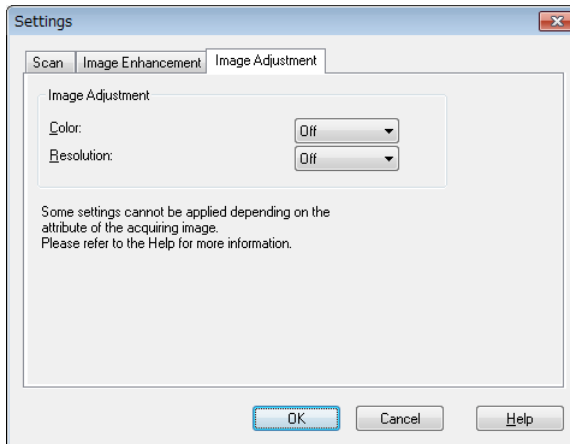 Settings
Scan
Image Enhancement
Image Adjustment
Image Adjustment
Color:
Off
Resolution:
Off
Some settings cannot be applied depending on the
attribute of the acquiring image.
Please refer to the Help for more information.
OK
Cancel
Help